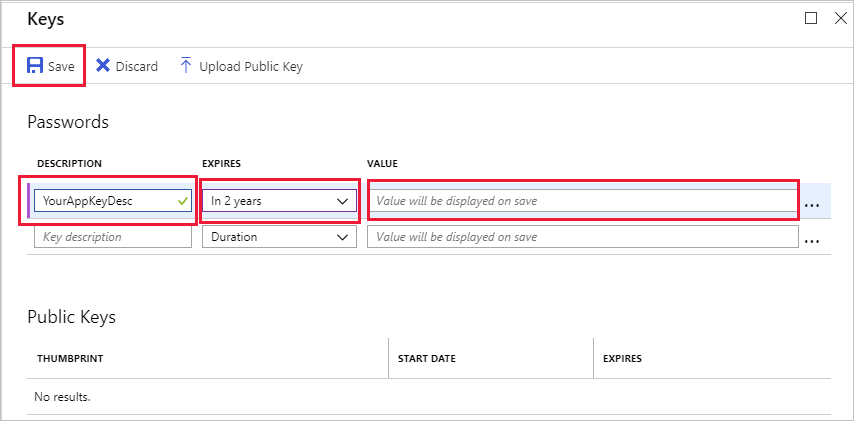 Keys
Save Discard Upload Public Key
Passwords
DESCRIPTION EXPIRES VALUE
YourAppKeyDesc In 2 years Value will be displayed on save ...
Key description Duration Value will be displayed on save ...
Public Keys
THUMBPRINT START DATE EXPIRES
No results.